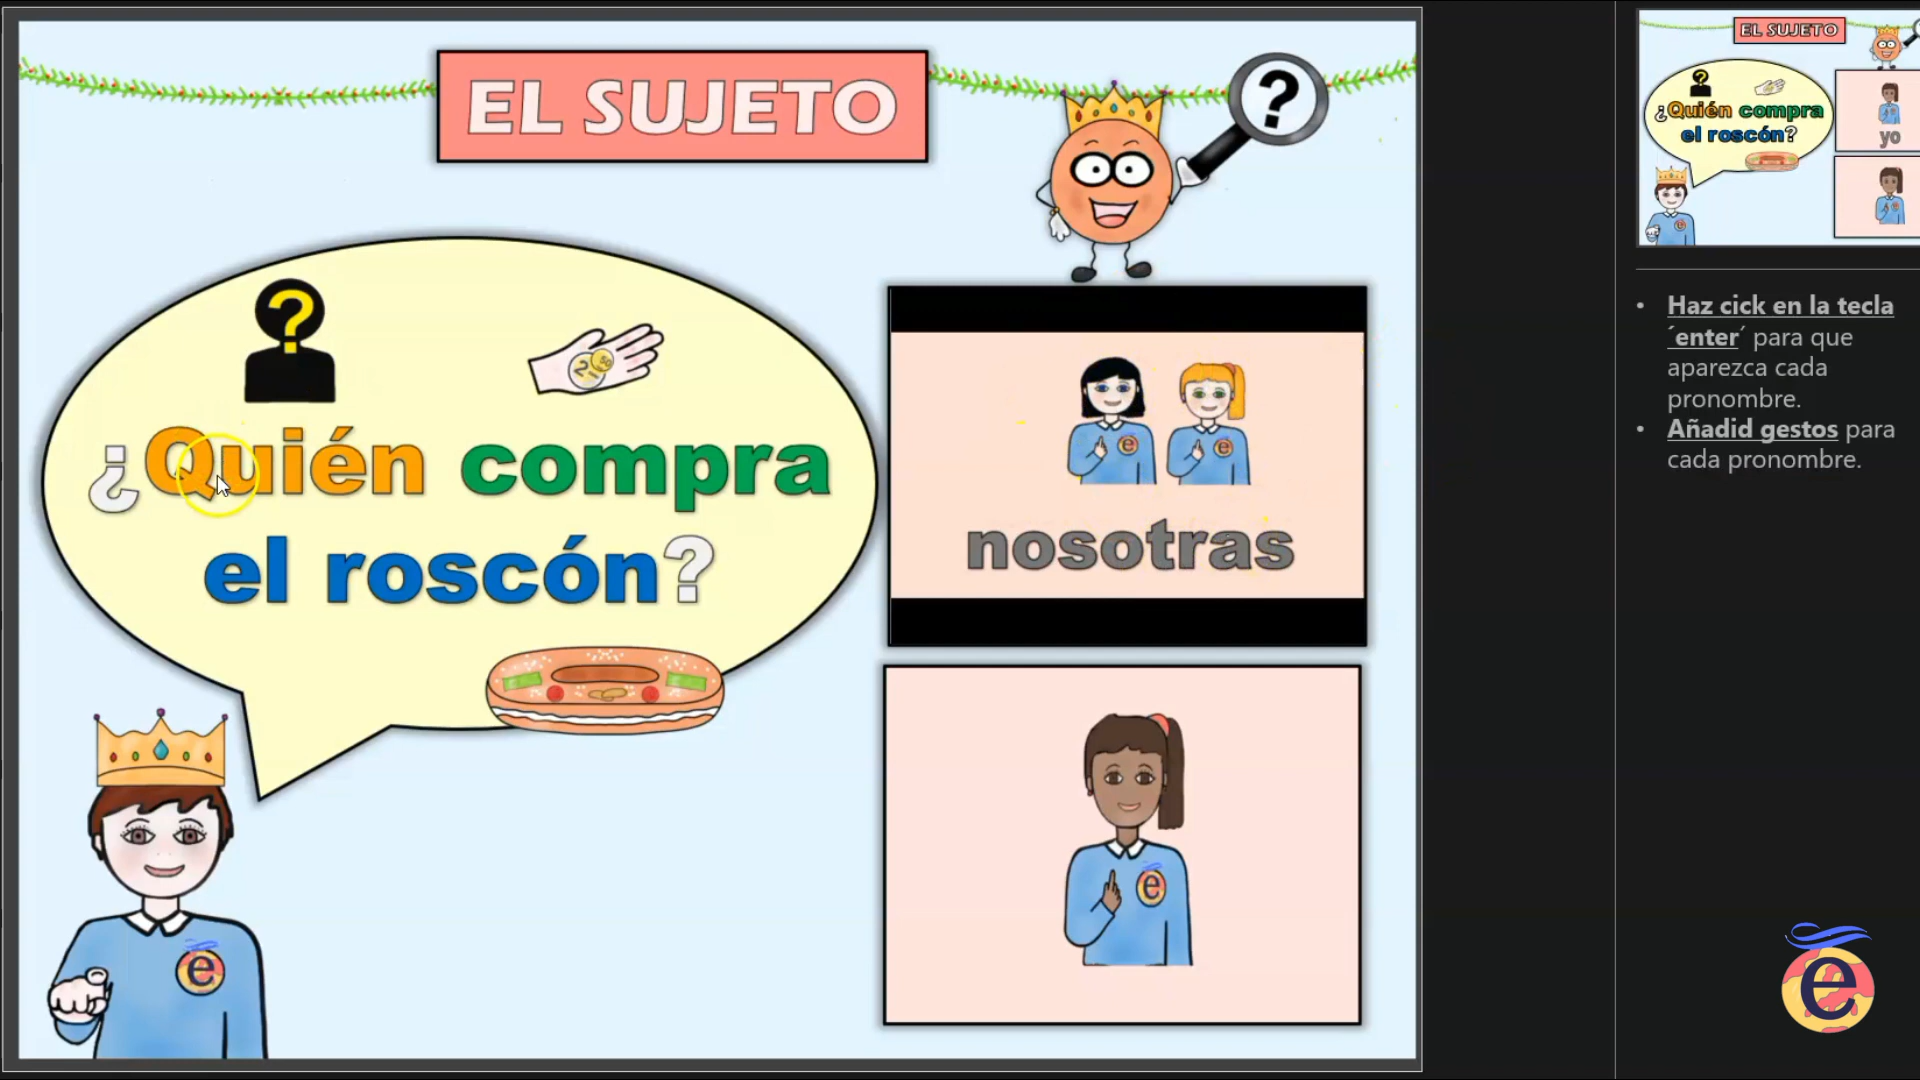 EL SUJETO
?
?
¿Quién compra
el roscón?
nosotras
e
e
e
e
EL SUJETO
?
¿Quién compra
el roscón?
yo
• Haz cick en la tecla
´enter´ para que
aparezca cada
pronombre.
• Añadid gestos para
cada pronombre.
e